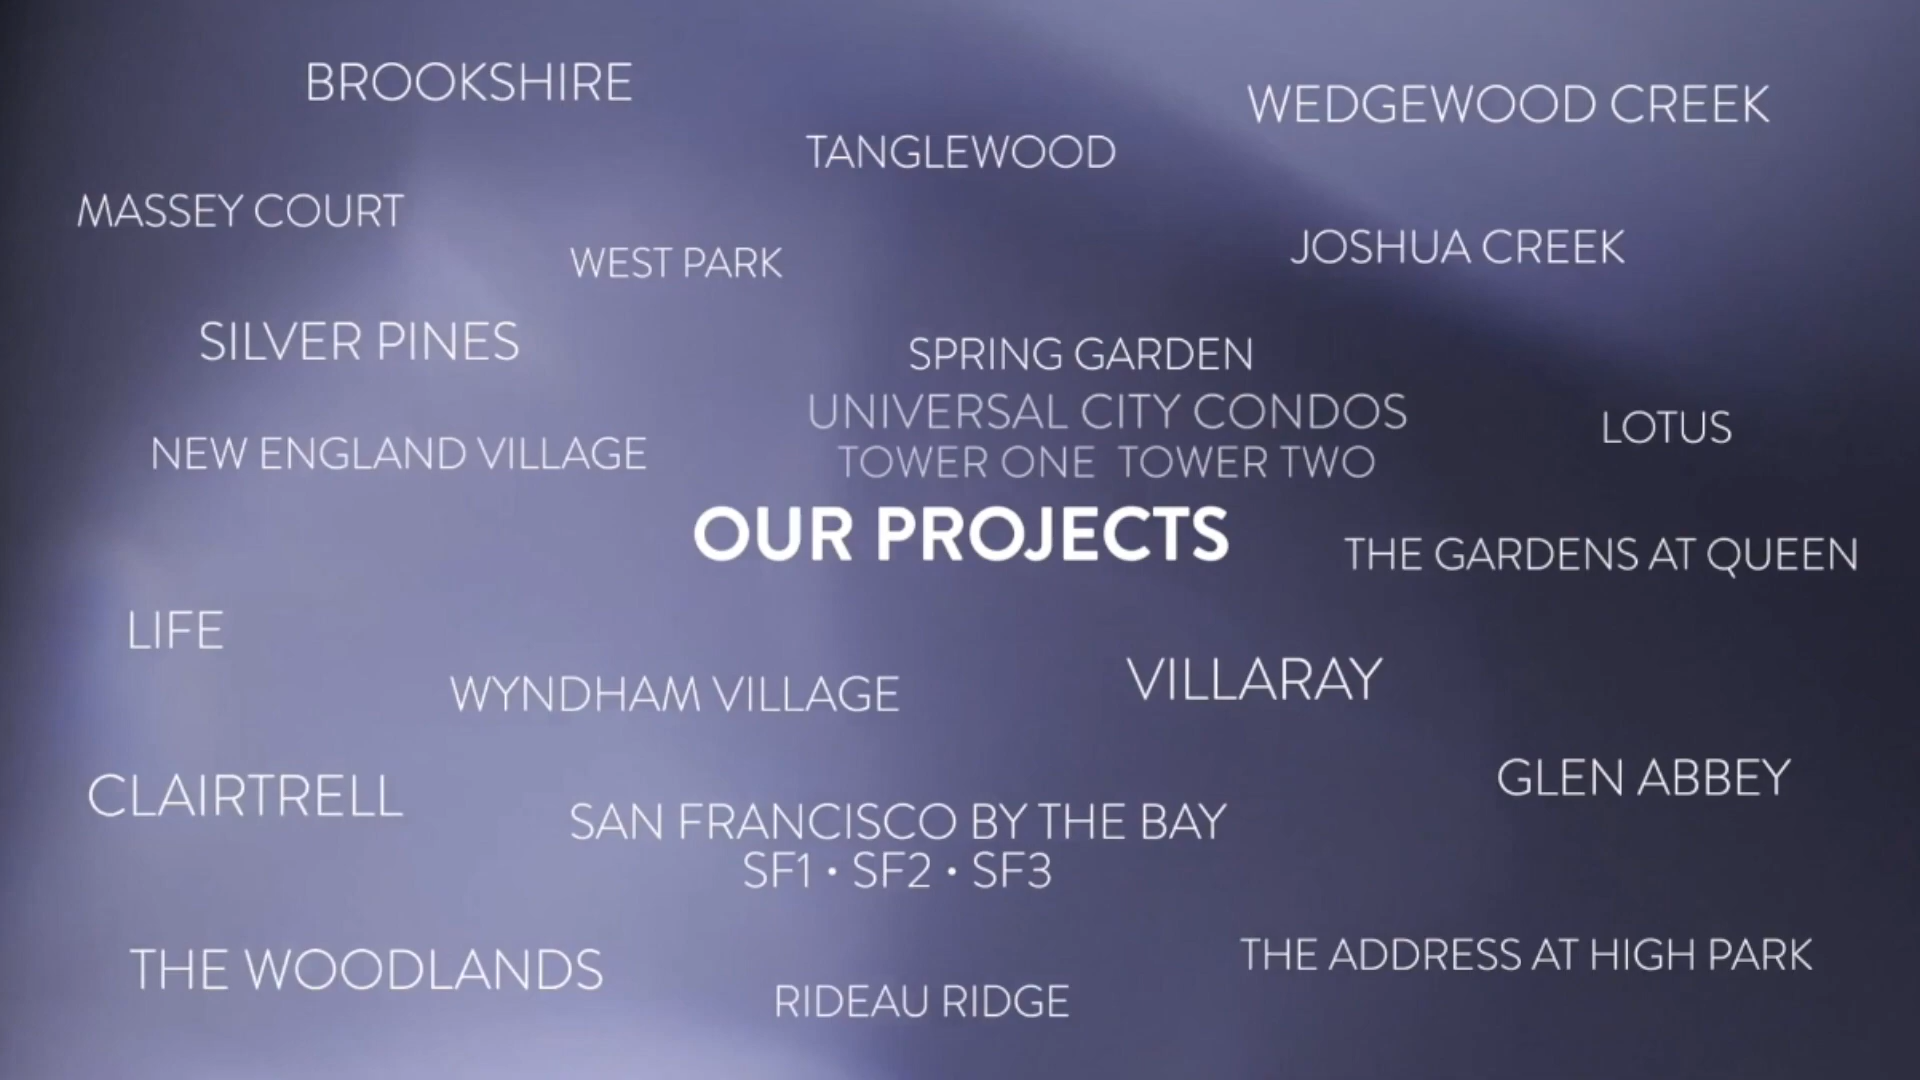 BROOKSHIRE
WEDGEWOOD CREEK
TANGLEWOOD
MASSEY COURT
JOSHUA CREEK
WEST PARK
SILVER PINES
SPRING GARDEN
UNIVERSAL CITY CONDOS
TOWER ONE TOWER TWO
LOTUS
NEW ENGLAND VILLAGE
OUR PROJECTS
THE GARDENS AT QUEEN
LIFE
VILLARAY
WYNDHAM VILLAGE
GLEN ABBEY
CLAIRTRELL
SAN FRANCISCO BY THE BAY
SF1 • SF2 • SF3
THE ADDRESS AT HIGH PARK
THE WOODLANDS
RIDEAU RIDGE